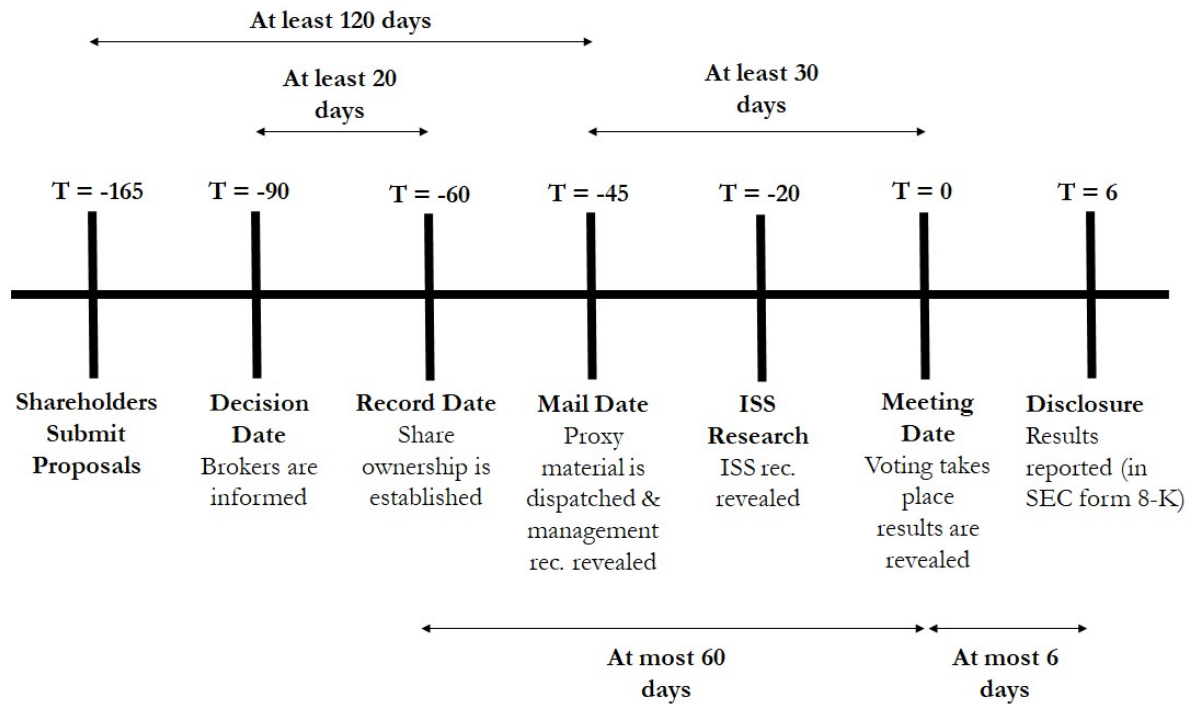 At least 120 days
At least 20
days
At least 30
days
T = -165
T = -90
T = -60
T = -45
T = -20
T = 0
T = 6
Shareholders
Submit
Proposals
Decision
Date
Brokers are
informed
Record Date
Share
ownership is
established
Mail Date
Proxy
material is
dispatched &
management
rec. revealed
ISS
Research
ISS rec.
revealed
Meeting
Date
Voting takes
place
results are
revealed
Disclosure
Results
reported (in
SEC form 8-K)
At most 60
days
At most 6
days